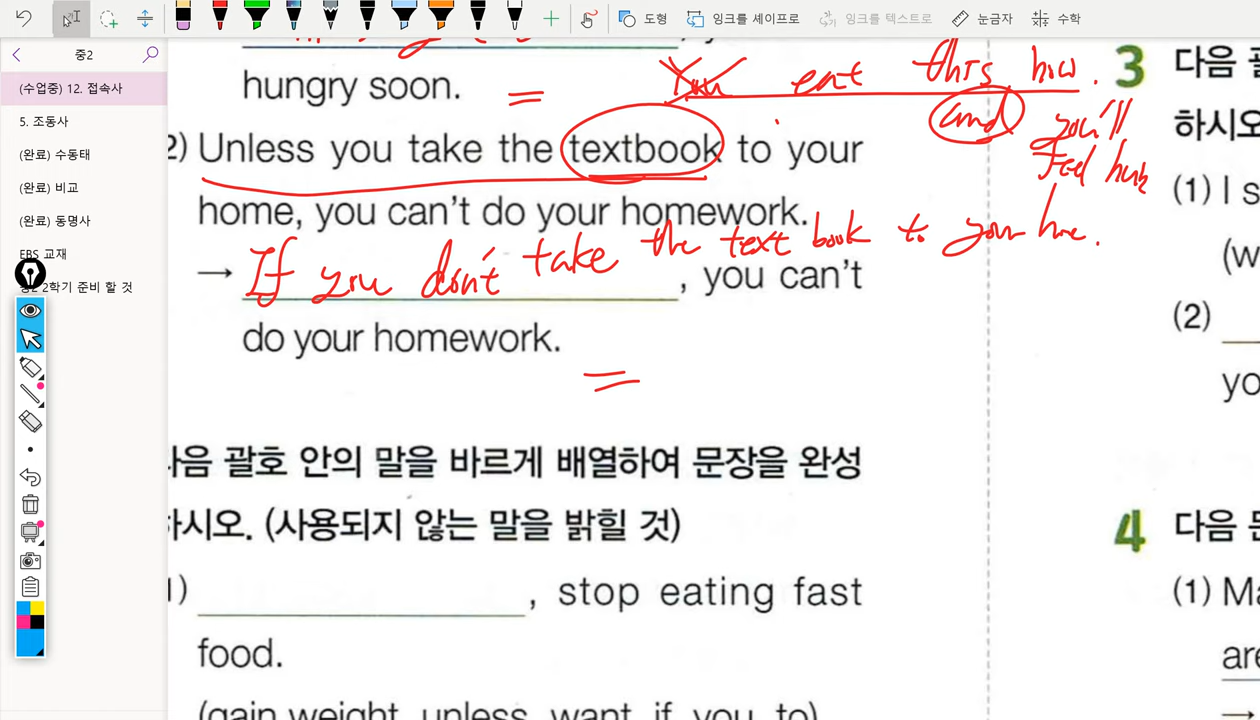 도형
잉크를 셰이프로
잉크를 텍스트로
눈금자
수학
중2
(수업중) 12. 접속사
5. 조동사
(완료) 수동태
(완료) 비교
(완료) 동명사
EBS 교재
2학기 준비 할 것
hungry soon. = You eat this
and you'll
feel
2) Unless you take the textbook to your
home, you can't do your homework.
If you don't take the text book to your
→ , you can't
do your homework.
=
다음 괄호 안의 말을 바르게 배열하여 문장을 완성
하시오. (사용되지 않는 말을 밝힐 것)
1) , stop eating fast
food.
(gain weight, unless, want, if, you, to)
3 다음
하시오
(1) I s
(w
(2)
yo
4 다음
(1) Ma
are
→